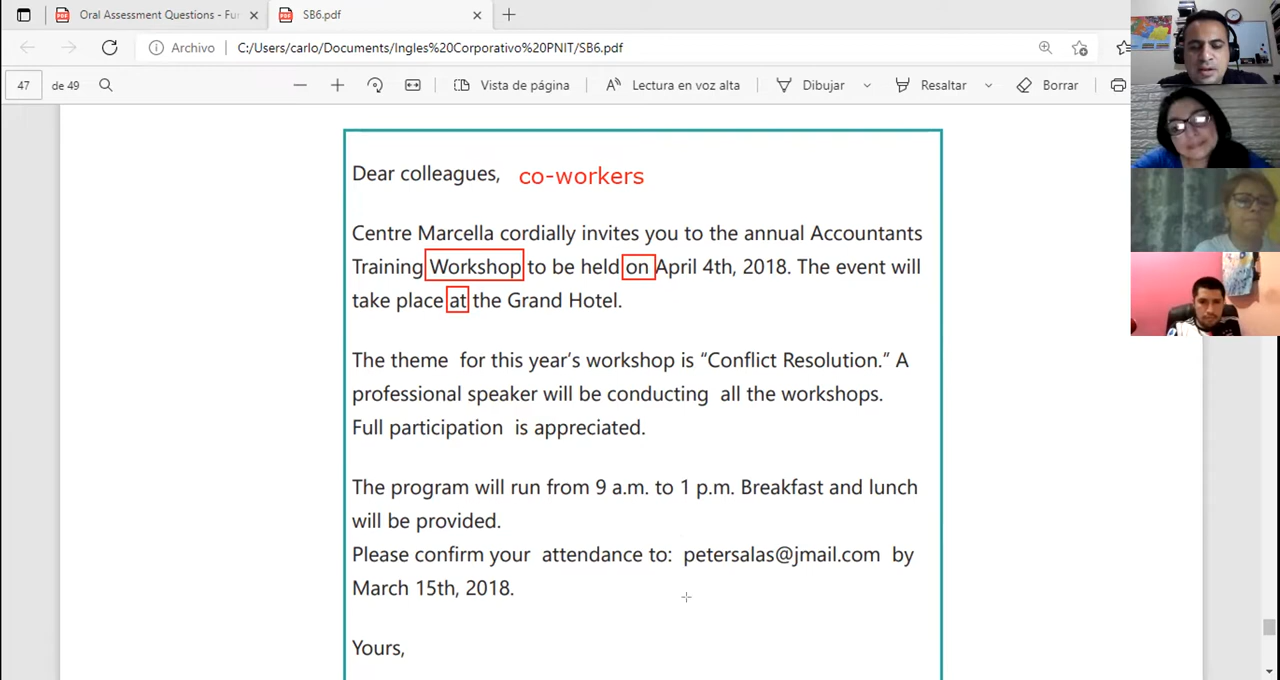 Oral Assessment Questions - Fu
SB6.pdf
Archivo
C:/Users/carlo/Documents/Ingles%20Corporativo%20PNIT/SB6.pdf
47
de 49
Vista de página
Lectura en voz alta
Dibujar
Resaltar
Borrar
Dear colleagues, co-workers
Centre Marcella cordially invites you to the annual Accountants
Training Workshop to be held on April 4th, 2018. The event will
take place at the Grand Hotel.
The theme for this year's workshop is “Conflict Resolution.” A
professional speaker will be conducting all the workshops.
Full participation is appreciated.
The program will run from 9 a.m. to 1 p.m. Breakfast and lunch
will be provided.
Please confirm your attendance to: petersalas@jmail.com by
March 15th, 2018.
Yours,